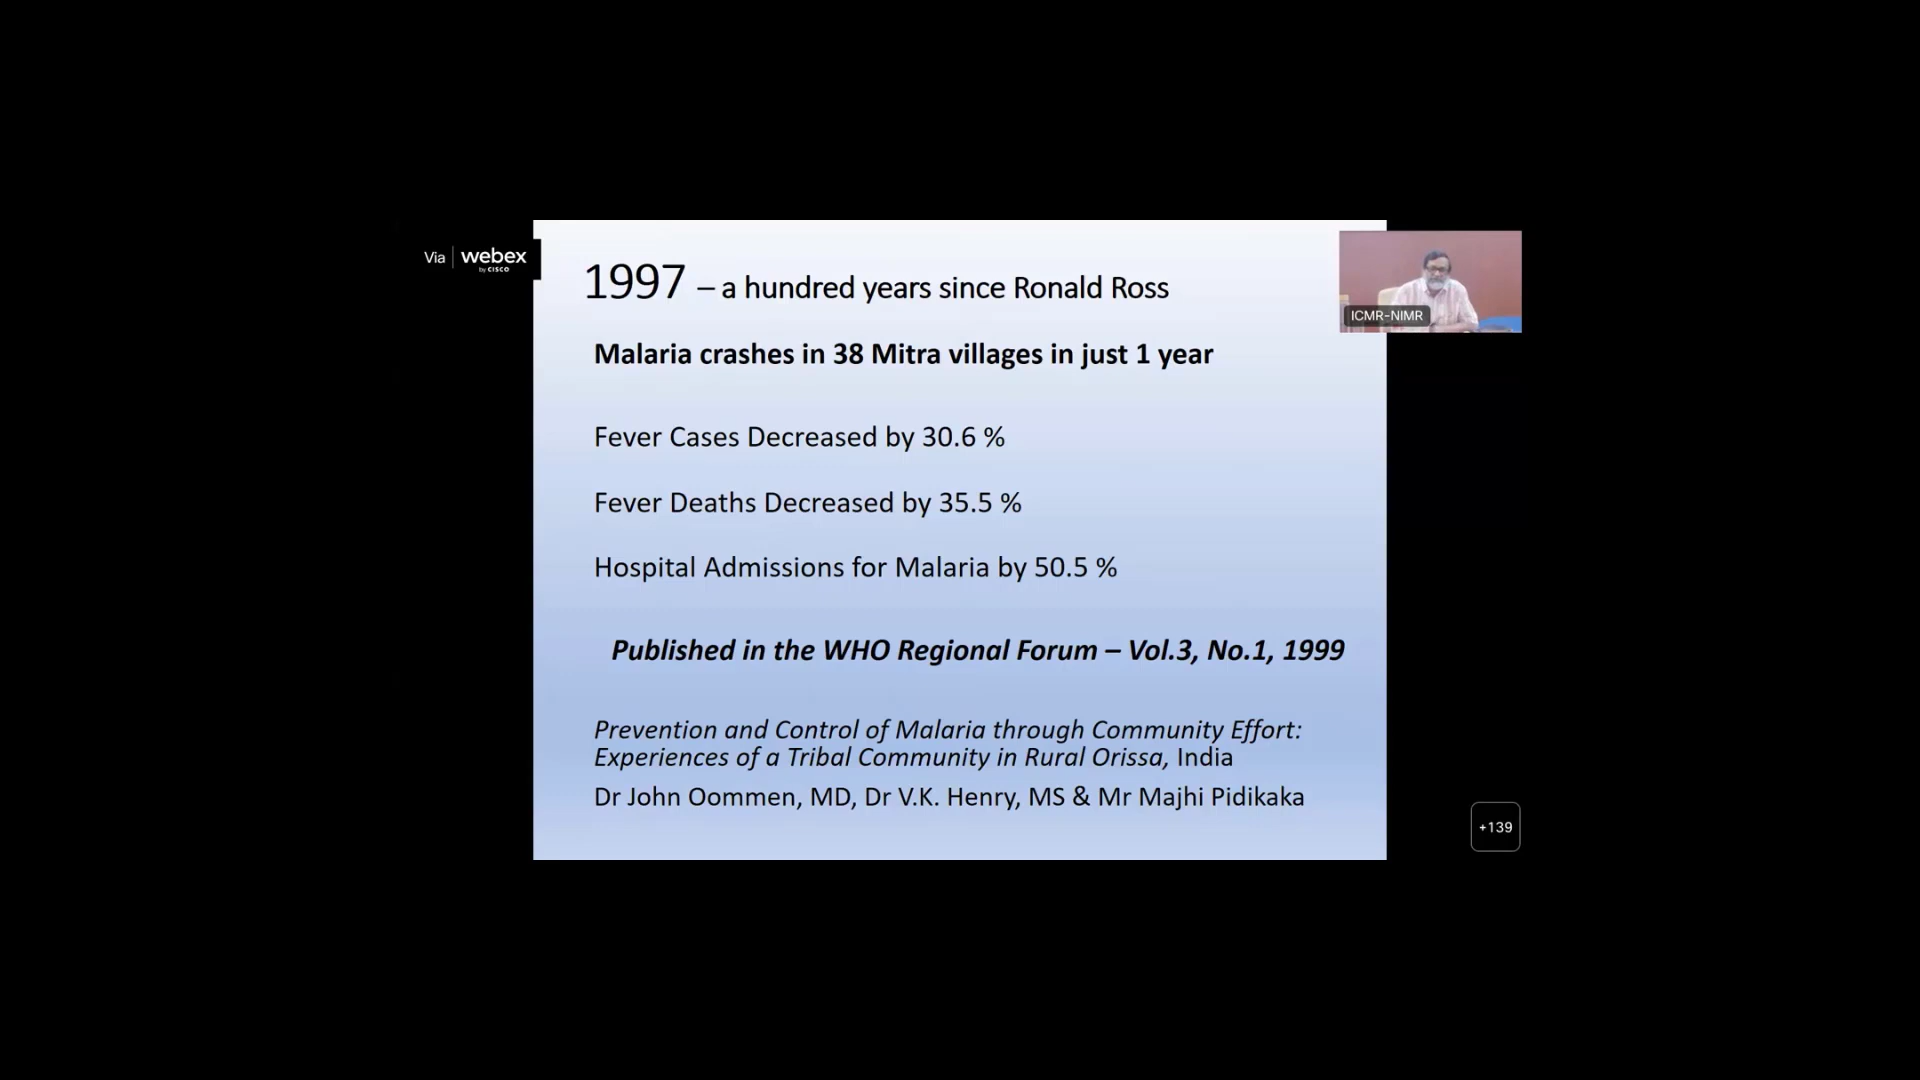 Via webex
by CISCO
1997 – a hundred years since Ronald Ross
Malaria crashes in 38 Mitra villages in just 1 year
Fever Cases Decreased by 30.6 %
Fever Deaths Decreased by 35.5 %
Hospital Admissions for Malaria by 50.5 %
Published in the WHO Regional Forum – Vol.3, No.1, 1999
Prevention and Control of Malaria through Community Effort:
Experiences of a Tribal Community in Rural Orissa, India
Dr John Oommen, MD, Dr V.K. Henry, MS & Mr Majhi Pidikaka
ICMR-NIMR
+139